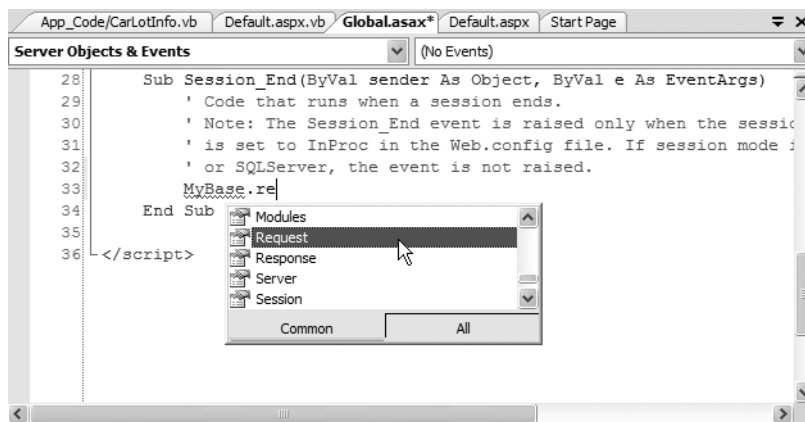 App_Code/CarLotInfo.vb Default.aspx.vb Global.asax* Default.aspx Start Page
Server Objects & Events (No Events)
28 Sub Session_End(ByVal sender As Object, ByVal e As EventArgs)
29 ' Code that runs when a session ends.
30 ' Note: The Session_End event is raised only when the sessio
31 ' is set to InProc in the Web.config file. If session mode i
32 ' or SQLServer, the event is not raised.
33 MyBase.re
34 End Sub
Modules
35
Request
36 </script>
Response
Server
Session
Common All